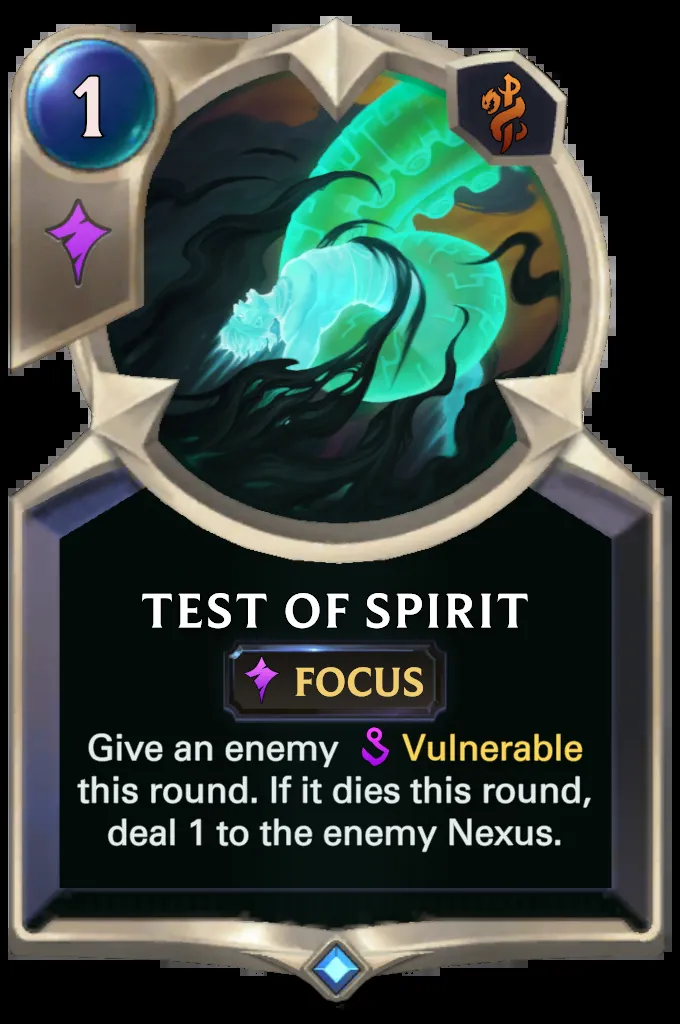 1
TEST OF SPIRIT
FOCUS
Give an enemy Vulnerable
this round. If it dies this round,
deal 1 to the enemy Nexus.